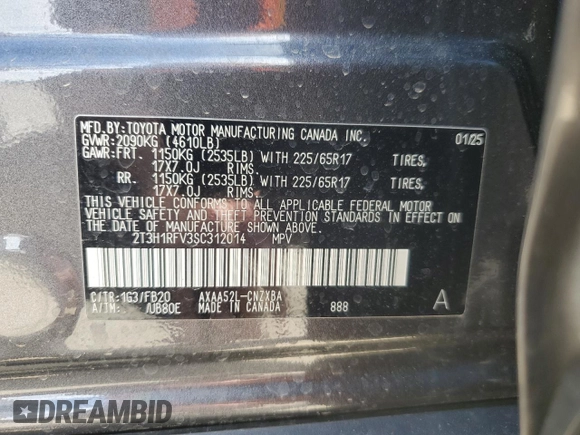 MFD.BY:TOYOTA MOTOR MANUFACTURING CANADA INC. 01/25
GVWR:2090KG (4610LB)
GAWR:FRT. 1150KG (2535LB) WITH 225/65R17 TIRES,
17X7.0J RIMS.
RR. 1150KG (2535LB) WITH 225/65R17 TIRES,
17X7.0J RIMS.
THIS VEHICLE CONFORMS TO ALL APPLICABLE FEDERAL MOTOR
VEHICLE SAFETY AND THEFT PREVENTION STANDARDS IN EFFECT ON
THE DATE OF MANUFACTURE SHOWN ABOVE.
2T3H1RFV3SC312014 MPV
C/TR:1G3/FB20 AXAA52L-CNZXBA
A/TM: /UB80E MADE IN CANADA 888 A
DREAMBID